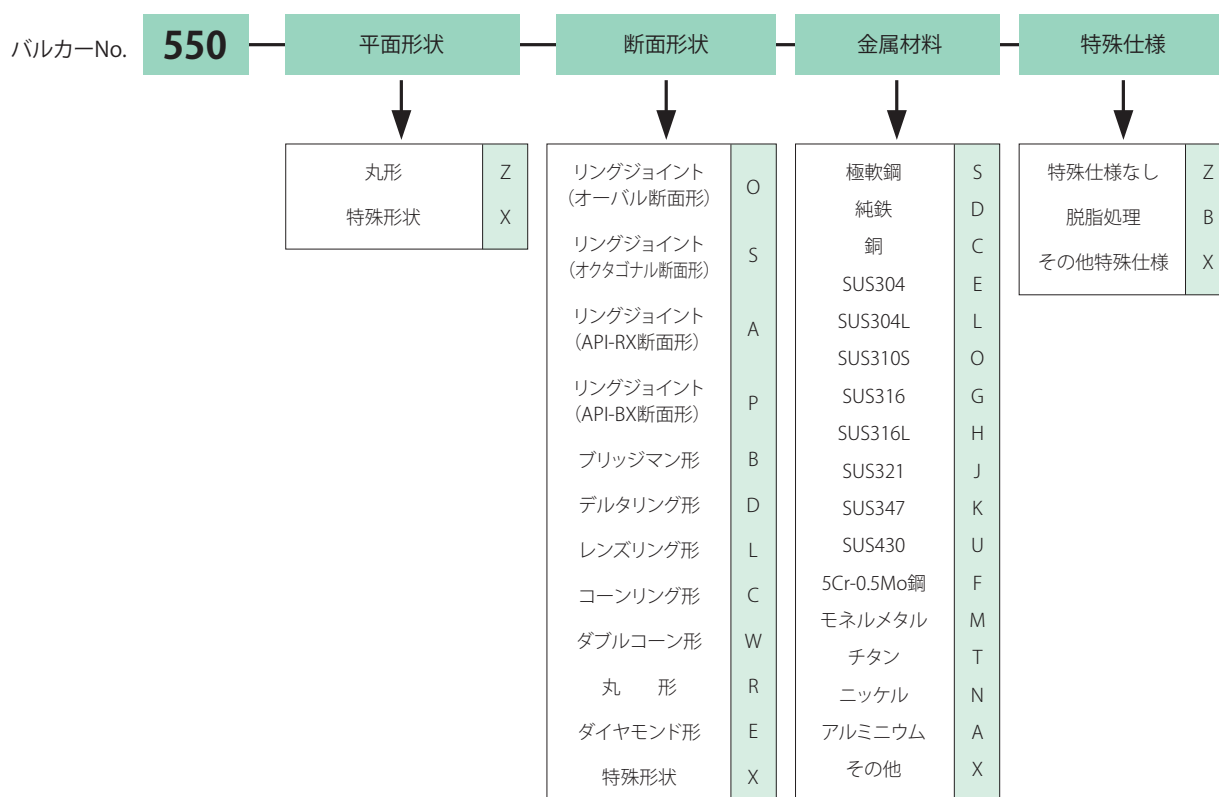 バルカーNo. 550 平面形状 断面形状 金属材料 特殊仕様
丸形 Z
特殊形状 X
リングジョイント
(オーバル断面形) O
リングジョイント
(オクタゴナル断面形) S
リングジョイント
(API-RX断面形) A
リングジョイント
(API-BX断面形) P
ブリッジマン形 B
デルタリング形 D
レンズリング形 L
コーンリング形 C
ダブルコーン形 W
丸　形 R
ダイヤモンド形 E
特殊形状 X
極軟鋼 S
純鉄 D
銅 C
SUS304 E
SUS304L L
SUS310S O
SUS316 G
SUS316L H
SUS321 J
SUS347 K
SUS430 U
5Cr-0.5Mo鋼 F
モネルメタル M
チタン T
ニッケル N
アルミニウム A
その他 X
特殊仕様なし Z
脱脂処理 B
その他特殊仕様 X